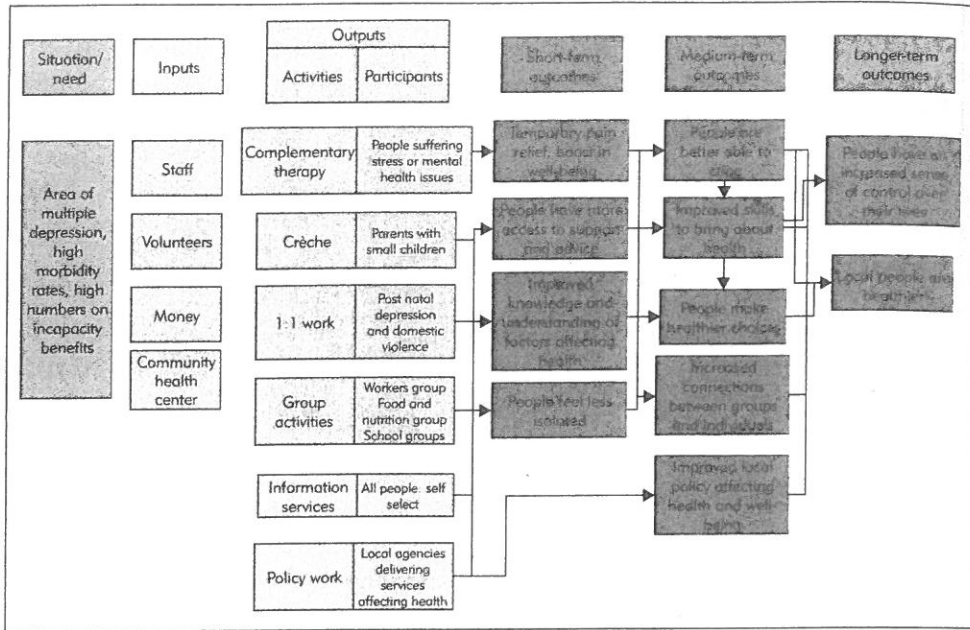 Outputs
Situation/
need
Inputs
Activities
Participants
Short-term
outcomes
Medium-term
outcomes
Longer-term
outcomes
Area of
multiple
depression,
high
morbidity
rates, high
numbers on
incapacity
benefits
Staff
Volunteers
Money
Community
health
center
Complementary
therapy
People suffering
stress or mental
health issues
Crèche
Parents with
small children
1:1 work
Post natal
depression
and domestic
violence
Group
activities
Workers group
Food and
nutrition group
School groups
Information
services
All people. self
select
Policy work
Local agencies
delivering
services
affecting health
Temporary pain
relief, boost in
well-being
People have more
access to support
and advice
Improved
knowledge and
understanding of
factors affecting
health
People feel less
isolated
People are
better able to
cope
Improved skills
to bring about
health
People make
healthier choices
Increased
connections
between groups
and individuals
Improved local
policy affecting
health and well-
being
People have an
increased sense
of control over
their lives
Local people are
healthier